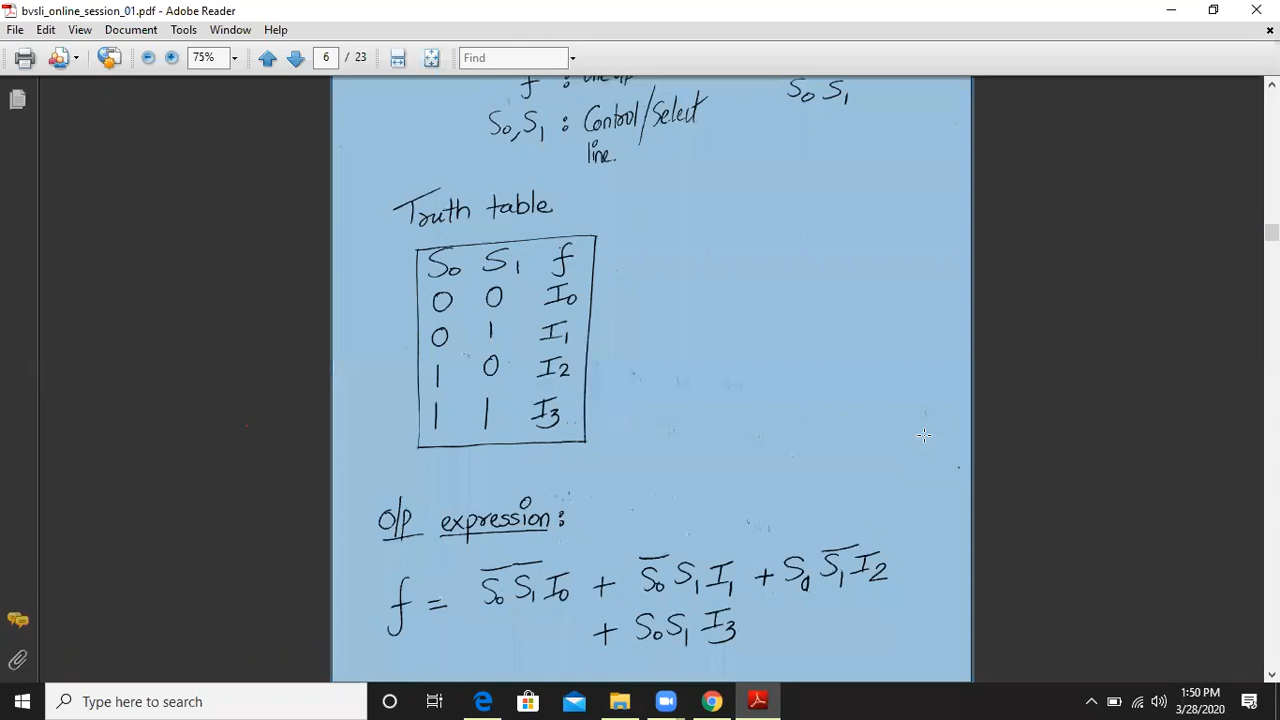 bvsli_online_session_01.pdf - Adobe Reader
File Edit View Document Tools Window Help
75% 6 / 23 Find
f :
S₀ S₁
S₀, S₁ : Control/Select
line.
Truth table
S₀ S₁ f
0 0 I₀
0 1 I₁
1 0 I₂
1 1 I₃
O/P expression:
f = S̅₀ S̅₁ I₀ + S̅₀ S₁ I₁ + S₀ S̅₁ I₂
+ S₀ S₁ I₃
Type here to search
1:50 PM
3/28/2020